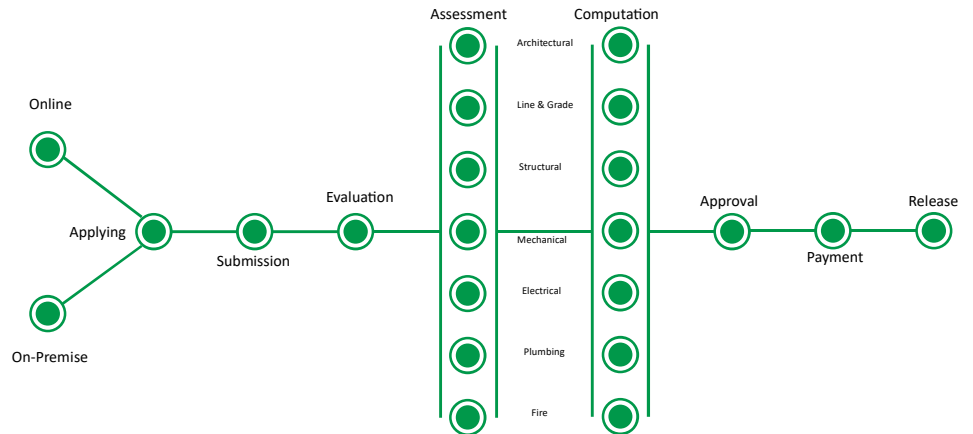 Assessment
Computation
Architectural
Online
Line & Grade
Structural
Evaluation
Approval
Release
Applying
Mechanical
Submission
Payment
Electrical
On-Premise
Plumbing
Fire